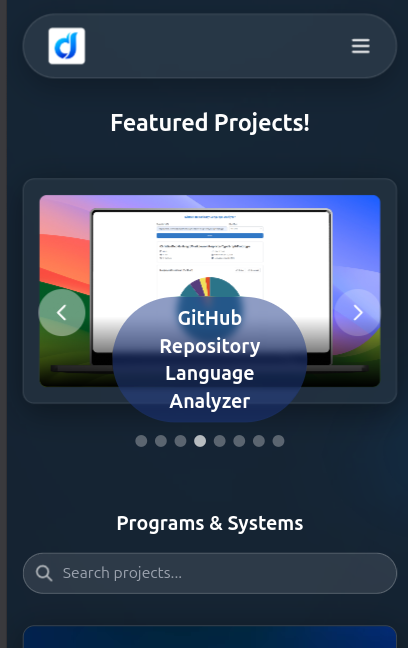 Featured Projects!
GitHub
Repository
Language
Analyzer
Programs & Systems
Search projects...